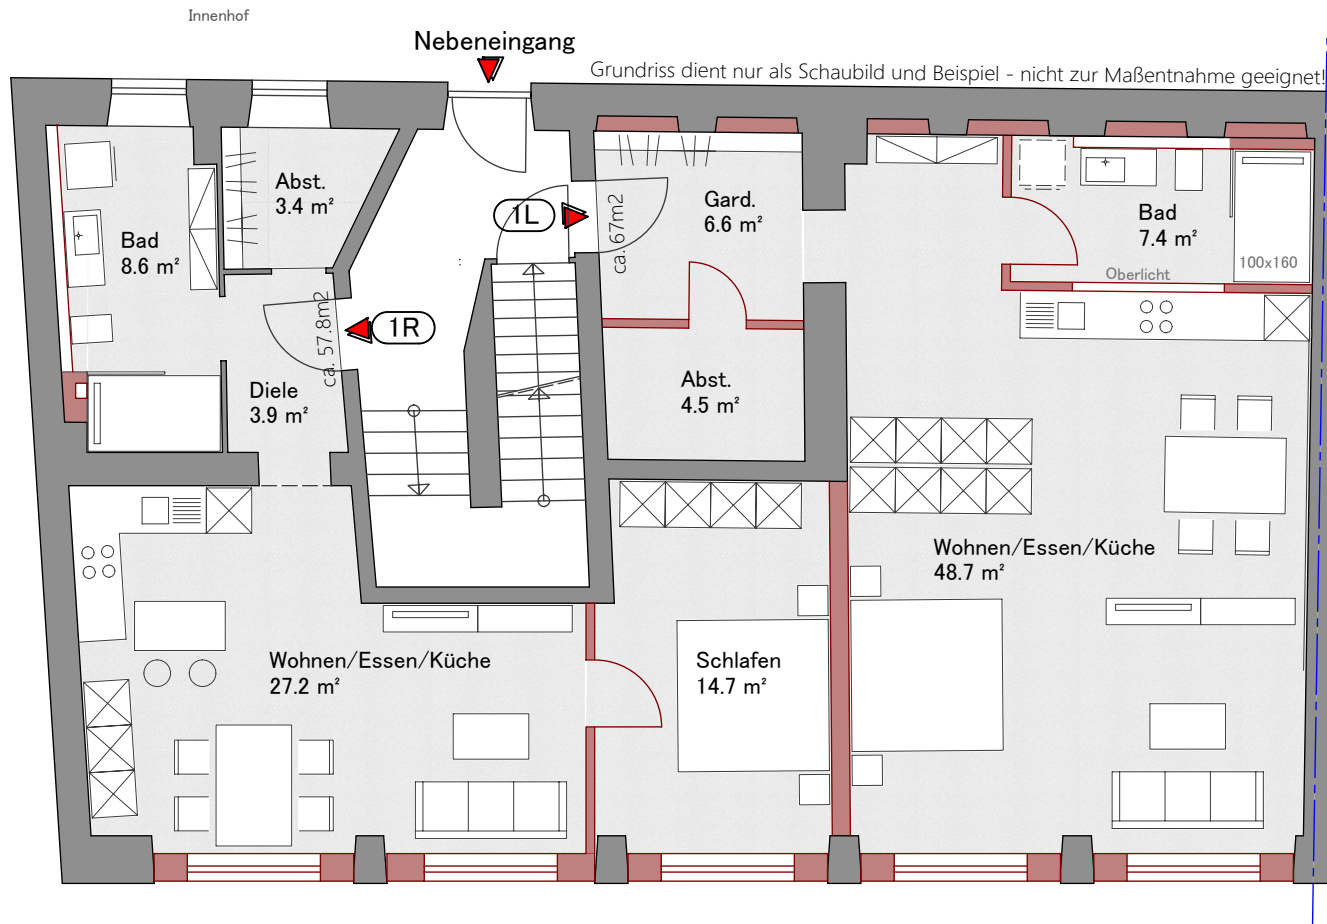 Innenhof
Nebeneingang
Grundriss dient nur als Schaubild und Beispiel - nicht zur Maßentnahme geeignet!
Abst.
3.4 m²
Bad
8.6 m²
1L
ca. 67m2
Gard.
6.6 m²
Bad
7.4 m²
Oberlicht
100x160
1R
ca. 57.8m2
Diele
3.9 m²
Abst.
4.5 m²
Wohnen/Essen/Küche
48.7 m²
Wohnen/Essen/Küche
27.2 m²
Schlafen
14.7 m²